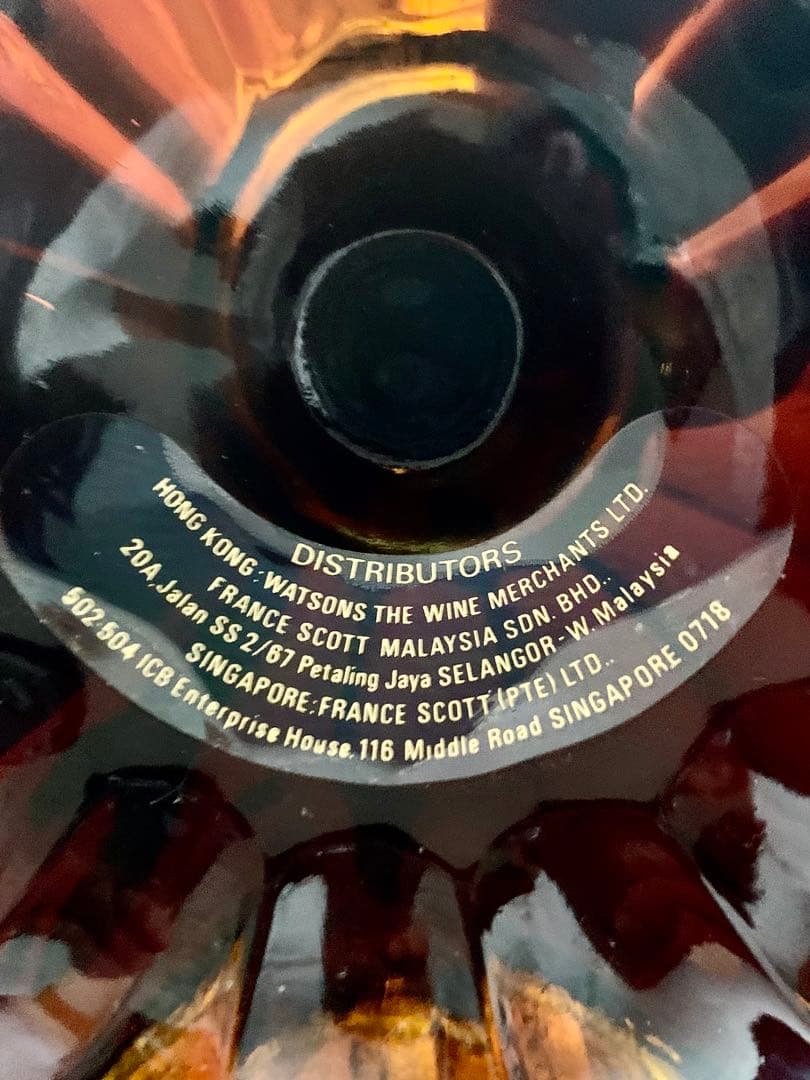 DISTRIBUTORS
HONG KONG: WATSONS THE WINE MERCHANTS LTD.
FRANCE SCOTT MALAYSIA SDN. BHD..
20A, Jalan SS 2/67 Petaling Jaya SELANGOR-W. Malaysia
SINGAPORE: FRANCE SCOTT (PTE) LTD..
502.504 ICB Enterprise House. 116 Middle Road SINGAPORE 0718